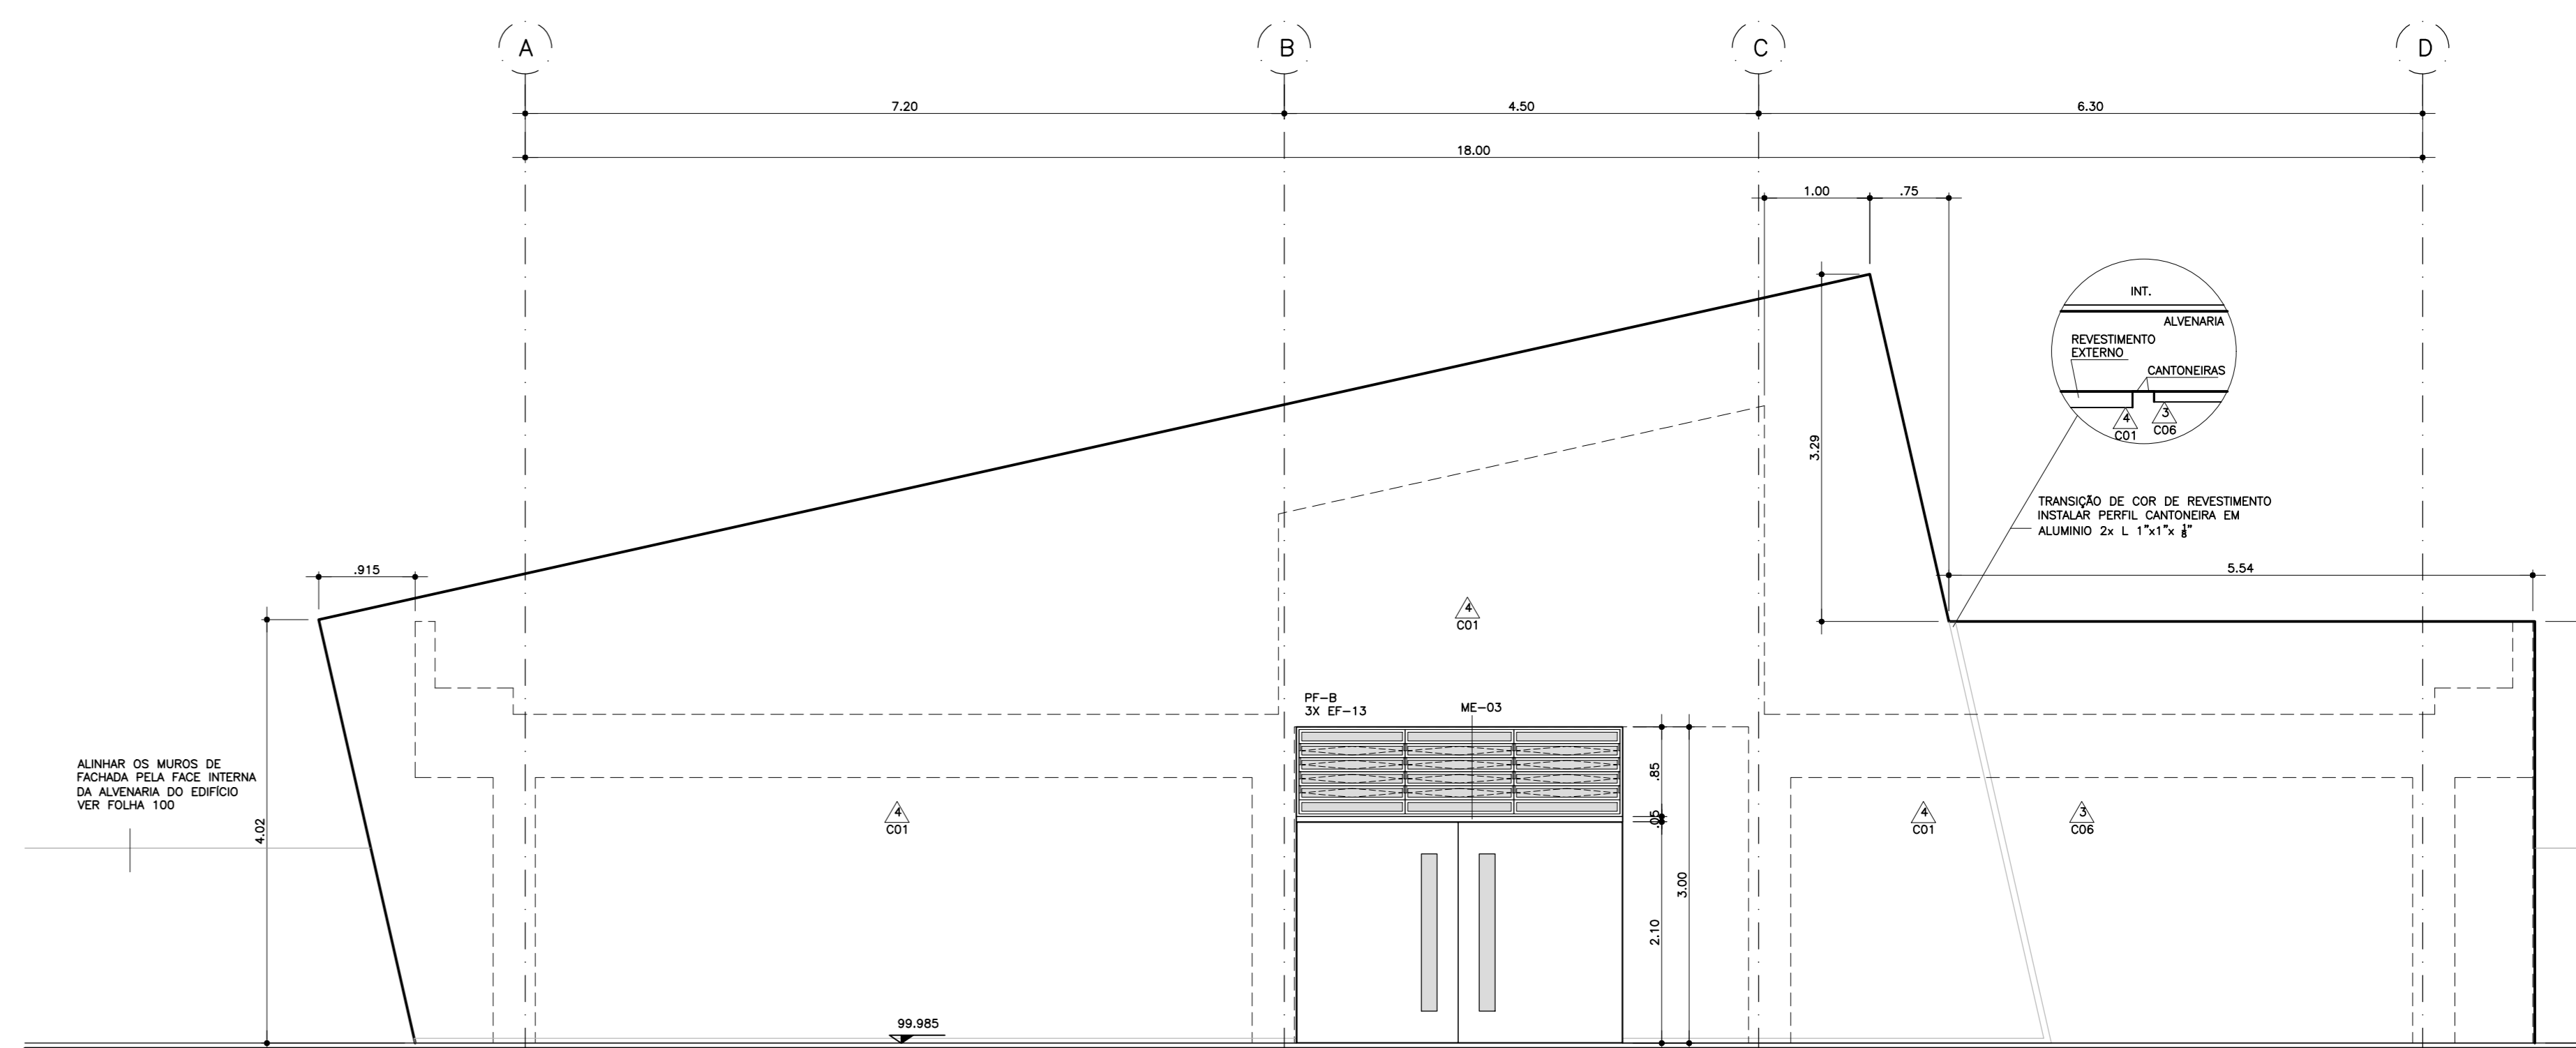 A
B
C
D
7.20
4.50
6.30
18.00
1.00
.75
INT.
ALVENARIA
REVESTIMENTO
EXTERNO
CANTONEIRAS
4
C01
3
C06
3.29
TRANSIÇÃO DE COR DE REVESTIMENTO
INSTALAR PERFIL CANTONEIRA EM
ALUMINIO 2x L 1"x1"x 1/8"
.915
5.54
4
C01
PF-B
3X EF-13
ME-03
ALINHAR OS MUROS DE
FACHADA PELA FACE INTERNA
DA ALVENARIA DO EDIFÍCIO
VER FOLHA 100
4.02
4
C01
.85
.05
3.00
2.10
4
C01
3
C06
99.985